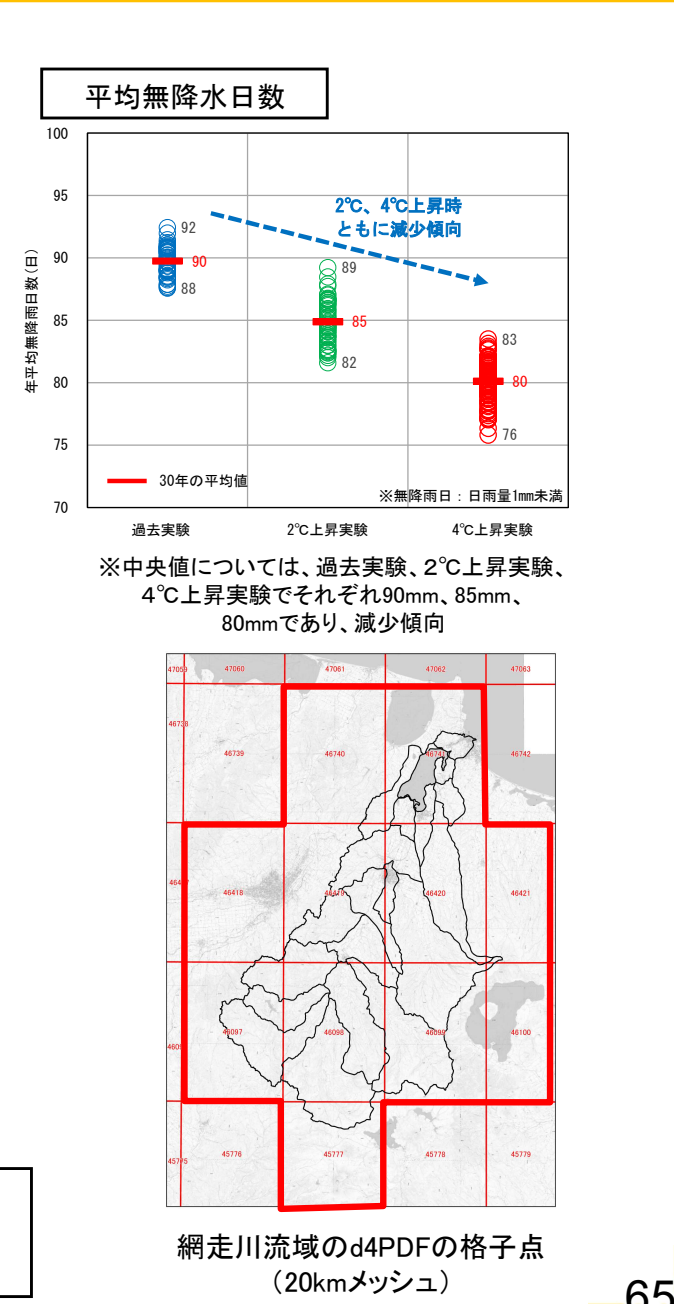 平均無降水日数
100
95
90
85
80
75
70
年平均無降雨日数(日)
2℃、4℃上昇時
ともに減少傾向
92
90
88
89
85
82
83
80
76
30年の平均値
※無降雨日:日雨量1mm未満
過去実験 2℃上昇実験 4℃上昇実験
※中央値については、過去実験、2℃上昇実験、
4℃上昇実験でそれぞれ90mm、85mm、
80mmであり、減少傾向
47059 47060 47061 47062 47063
46738
46739 46740 46741 46742
46418 46419 46420 46421
46097 46098 46099 46100
45775 45776 45777 45778 45779
網走川流域のd4PDFの格子点
(20kmメッシュ)
65